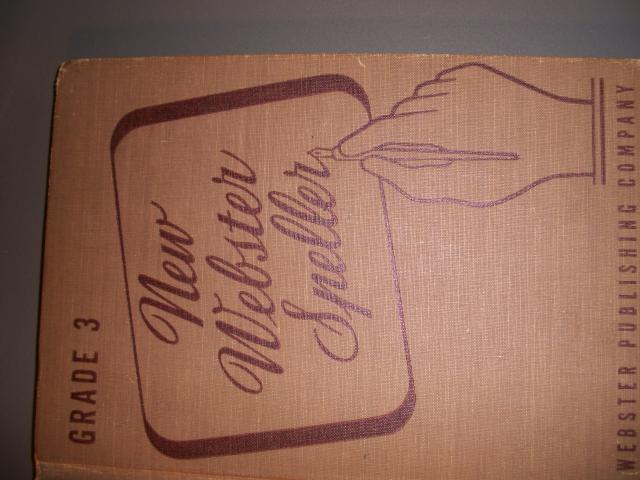 GRADE 3
New
Webster
Speller
WEBSTER PUBLISHING COMPANY